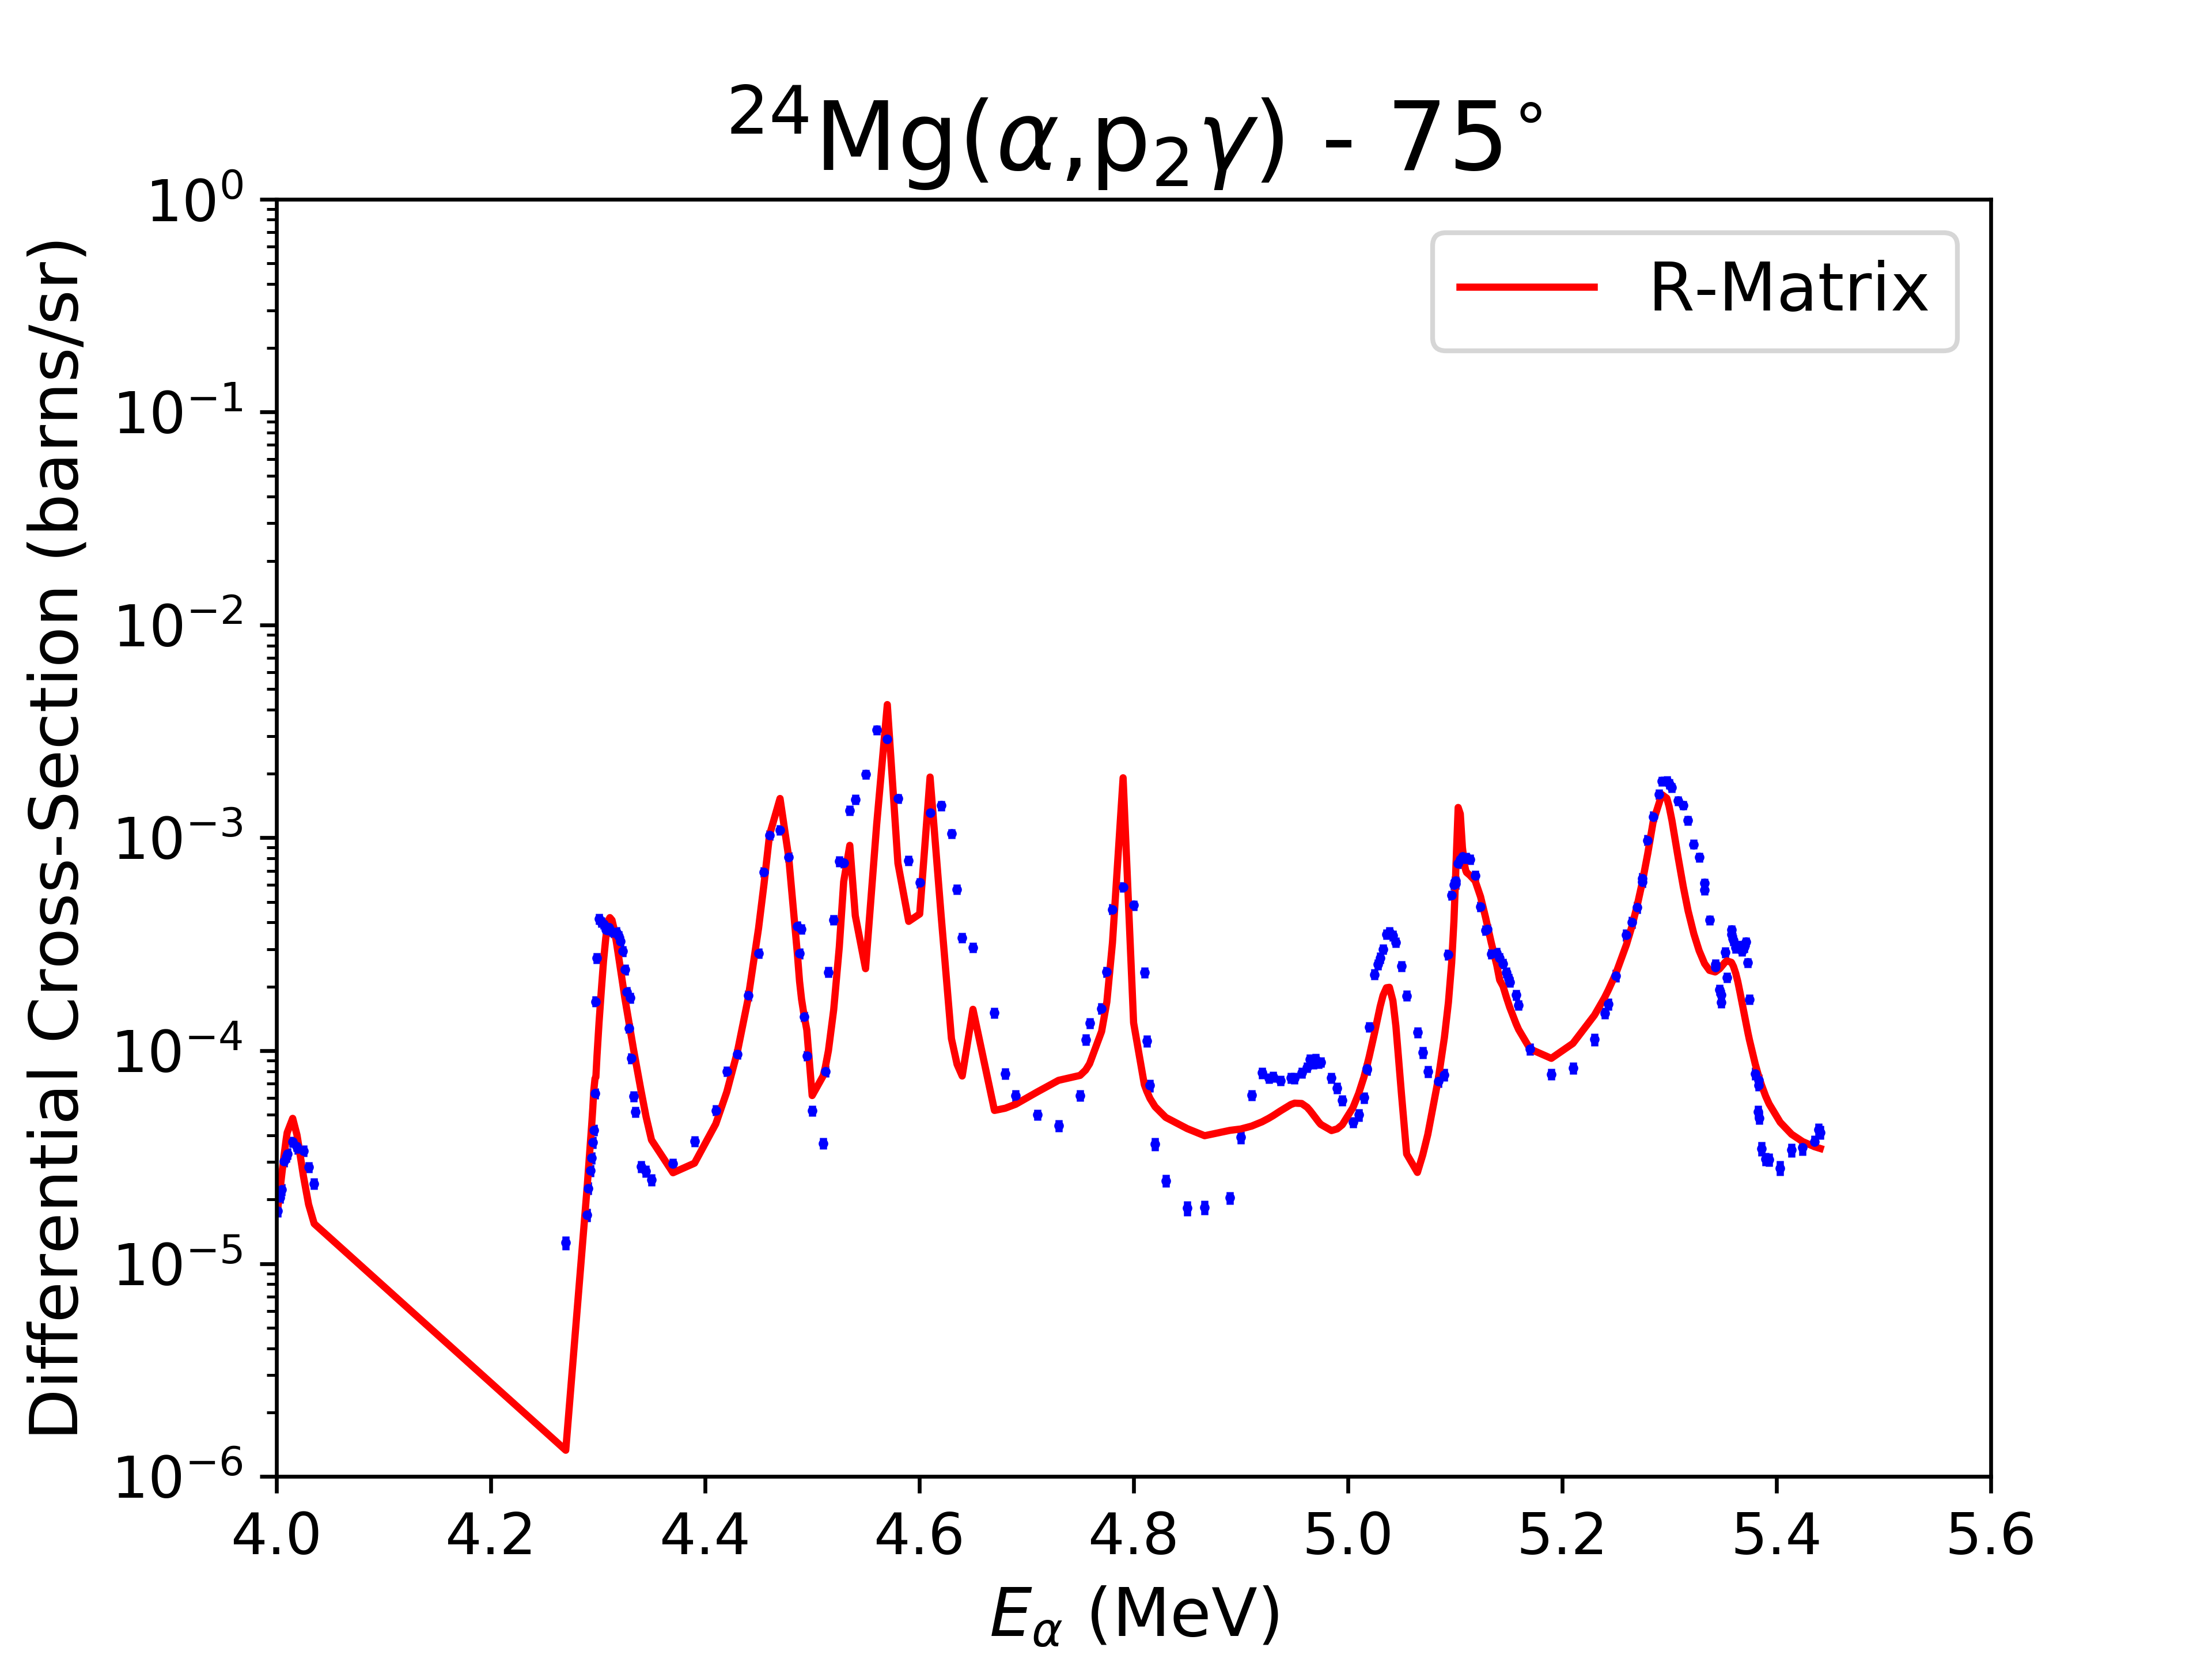 ²⁴Mg(α,p₂γ) - 75°
R-Matrix
Differential Cross-Section (barns/sr)
10⁰
10⁻¹
10⁻²
10⁻³
10⁻⁴
10⁻⁵
10⁻⁶
4.0 4.2 4.4 4.6 4.8 5.0 5.2 5.4 5.6
Eα (MeV)